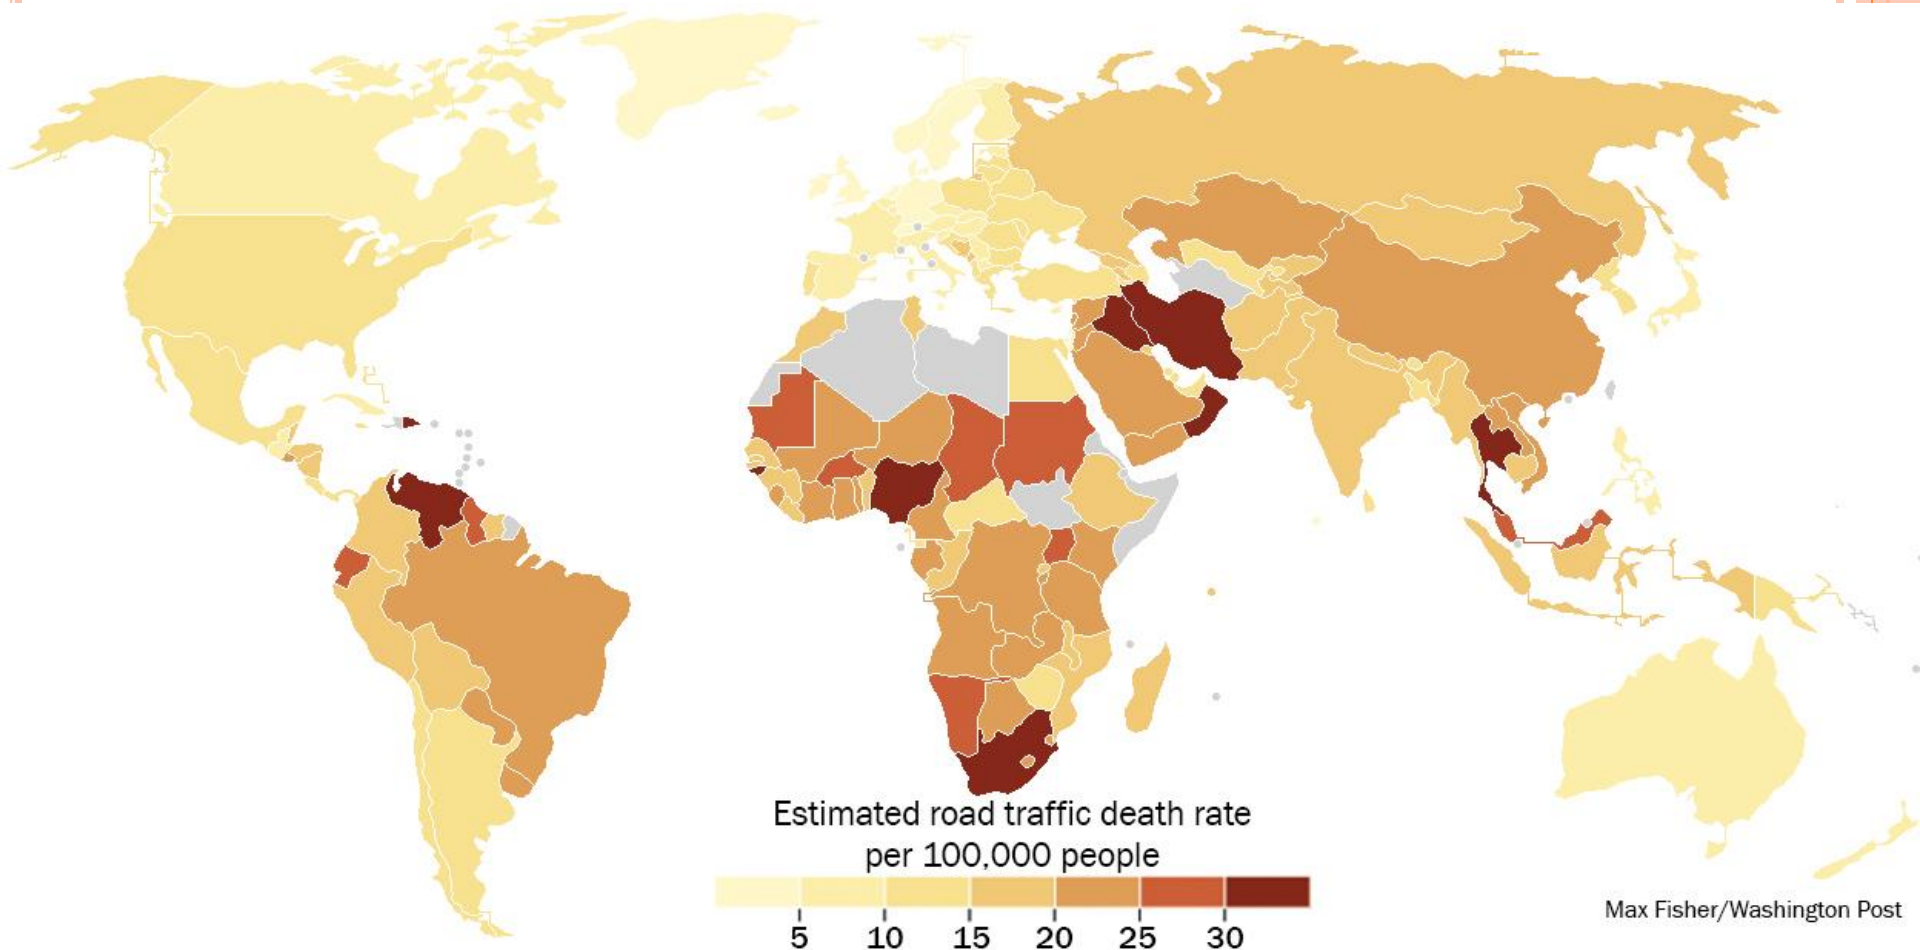 Estimated road traffic death rate
per 100,000 people
5 10 15 20 25 30
Max Fisher/Washington Post